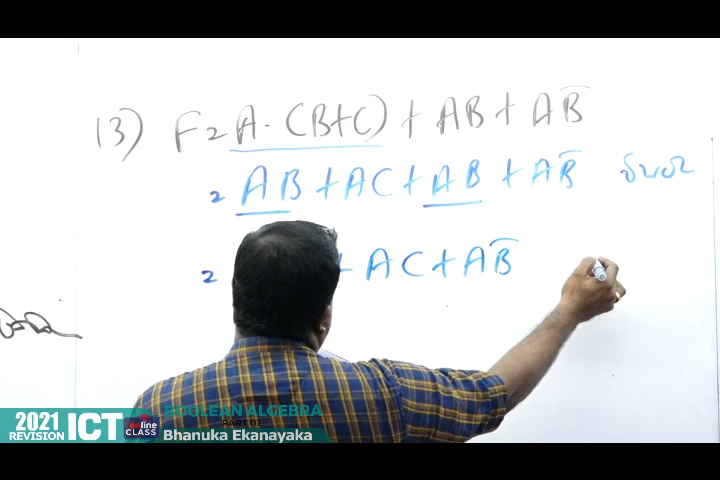 13) F = A · (B+C) + AB + AB̅
= AB + AC + AB + AB̅
= + AC + AB̅
2021
REVISION ICT online CLASS
BOOLEAN ALGEBRA
PART 02
Bhanuka Ekanayaka